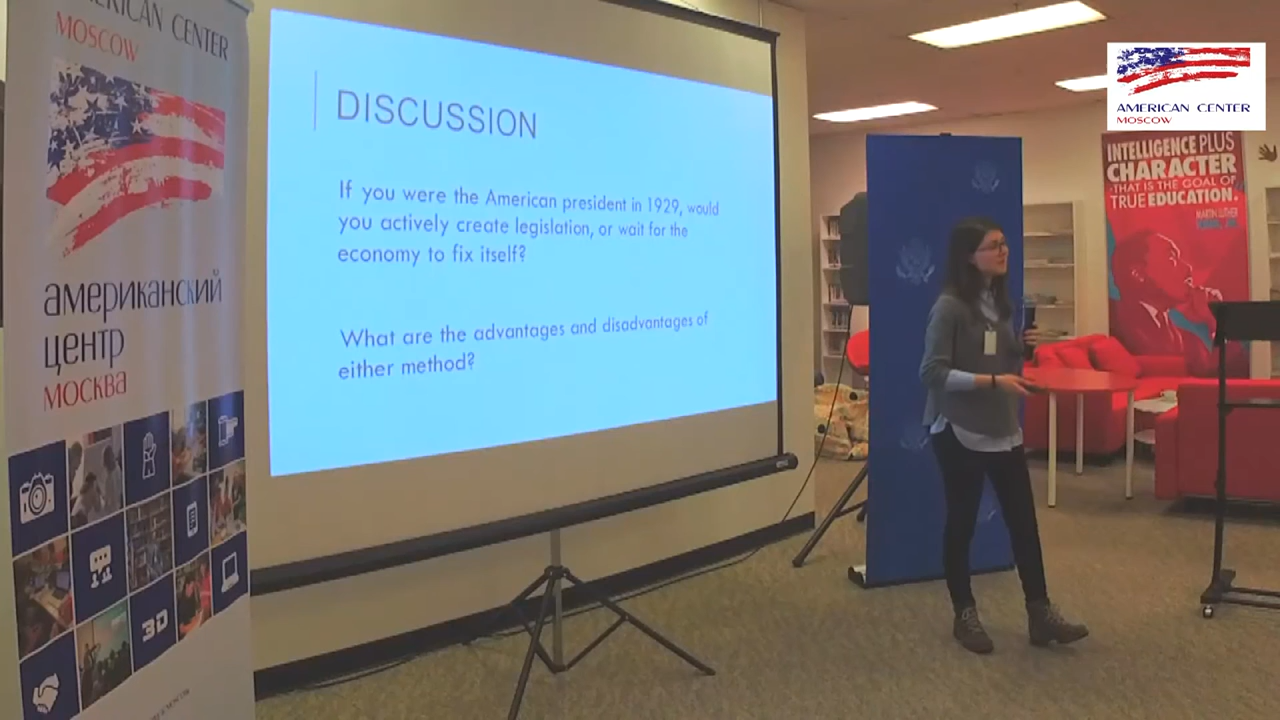 AMERICAN CENTER
MOSCOW
американский
центр
москва
3D
DISCUSSION
If you were the American president in 1929, would
you actively create legislation, or wait for the
economy to fix itself?
What are the advantages and disadvantages of
either method?
AMERICAN CENTER
MOSCOW
INTELLIGENCE PLUS
CHARACTER
-THAT IS THE GOAL OF
TRUE EDUCATION.
MARTIN LUTHER